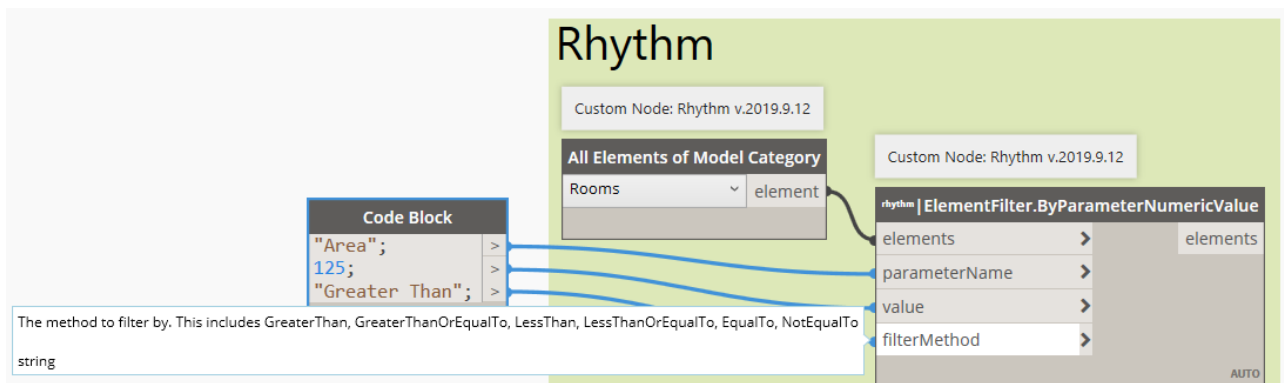 Rhythm
Custom Node: Rhythm v.2019.9.12
All Elements of Model Category
Rooms
element
Custom Node: Rhythm v.2019.9.12
rhythm|ElementFilter.ByParameterNumericValue
elements > elements
parameterName >
value >
filterMethod >
AUTO
Code Block
"Area"; >
125; >
"Greater Than"; >
The method to filter by. This includes GreaterThan, GreaterThanOrEqualTo, LessThan, LessThanOrEqualTo, EqualTo, NotEqualTo
string